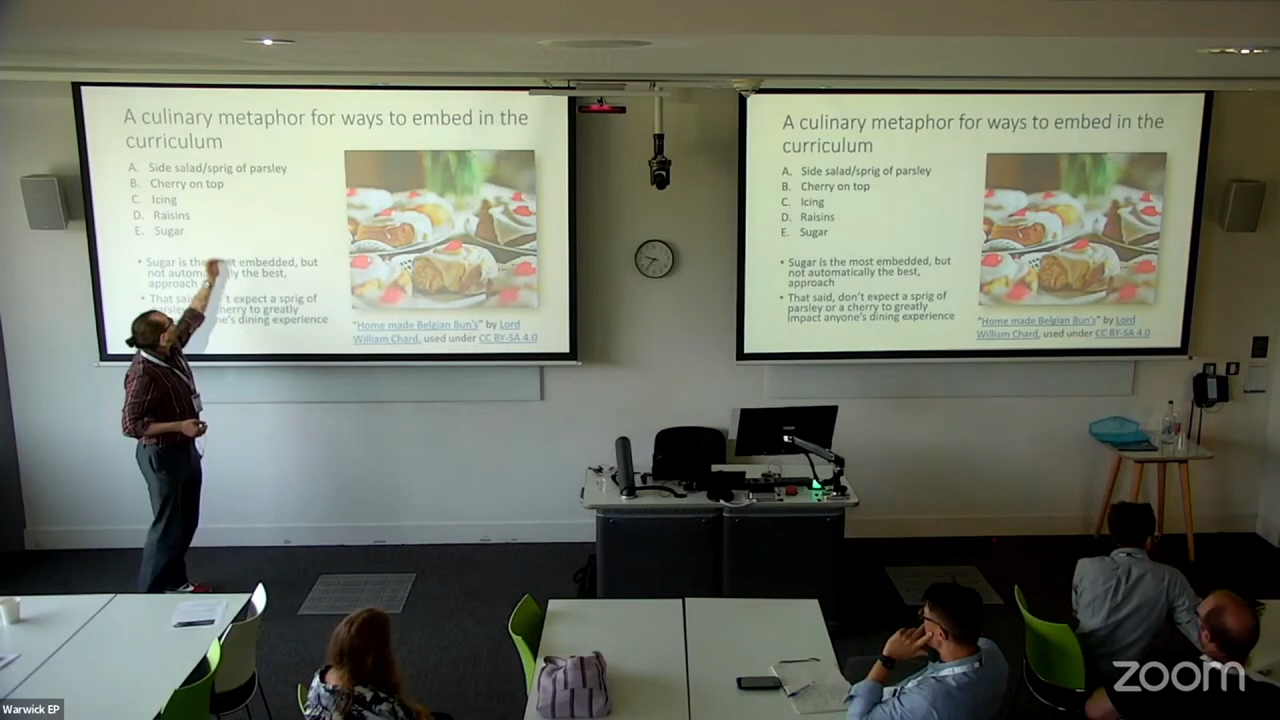 A culinary metaphor for ways to embed in the
curriculum
A. Side salad/sprig of parsley
B. Cherry on top
C. Icing
D. Raisins
E. Sugar
• Sugar is the most embedded, but
not automatically the best,
approach
• That said, don't expect a sprig of
parsley or a cherry to greatly
impact anyone's dining experience
"Home made Belgian Bun's" by Lord
William Chard, used under CC BY-SA 4.0
A culinary metaphor for ways to embed in the
curriculum
A. Side salad/sprig of parsley
B. Cherry on top
C. Icing
D. Raisins
E. Sugar
• Sugar is the most embedded, but
not automatically the best,
approach
• That said, don't expect a sprig of
parsley or a cherry to greatly
impact anyone's dining experience
"Home made Belgian Bun's" by Lord
William Chard, used under CC BY-SA 4.0
zoom
Warwick EP